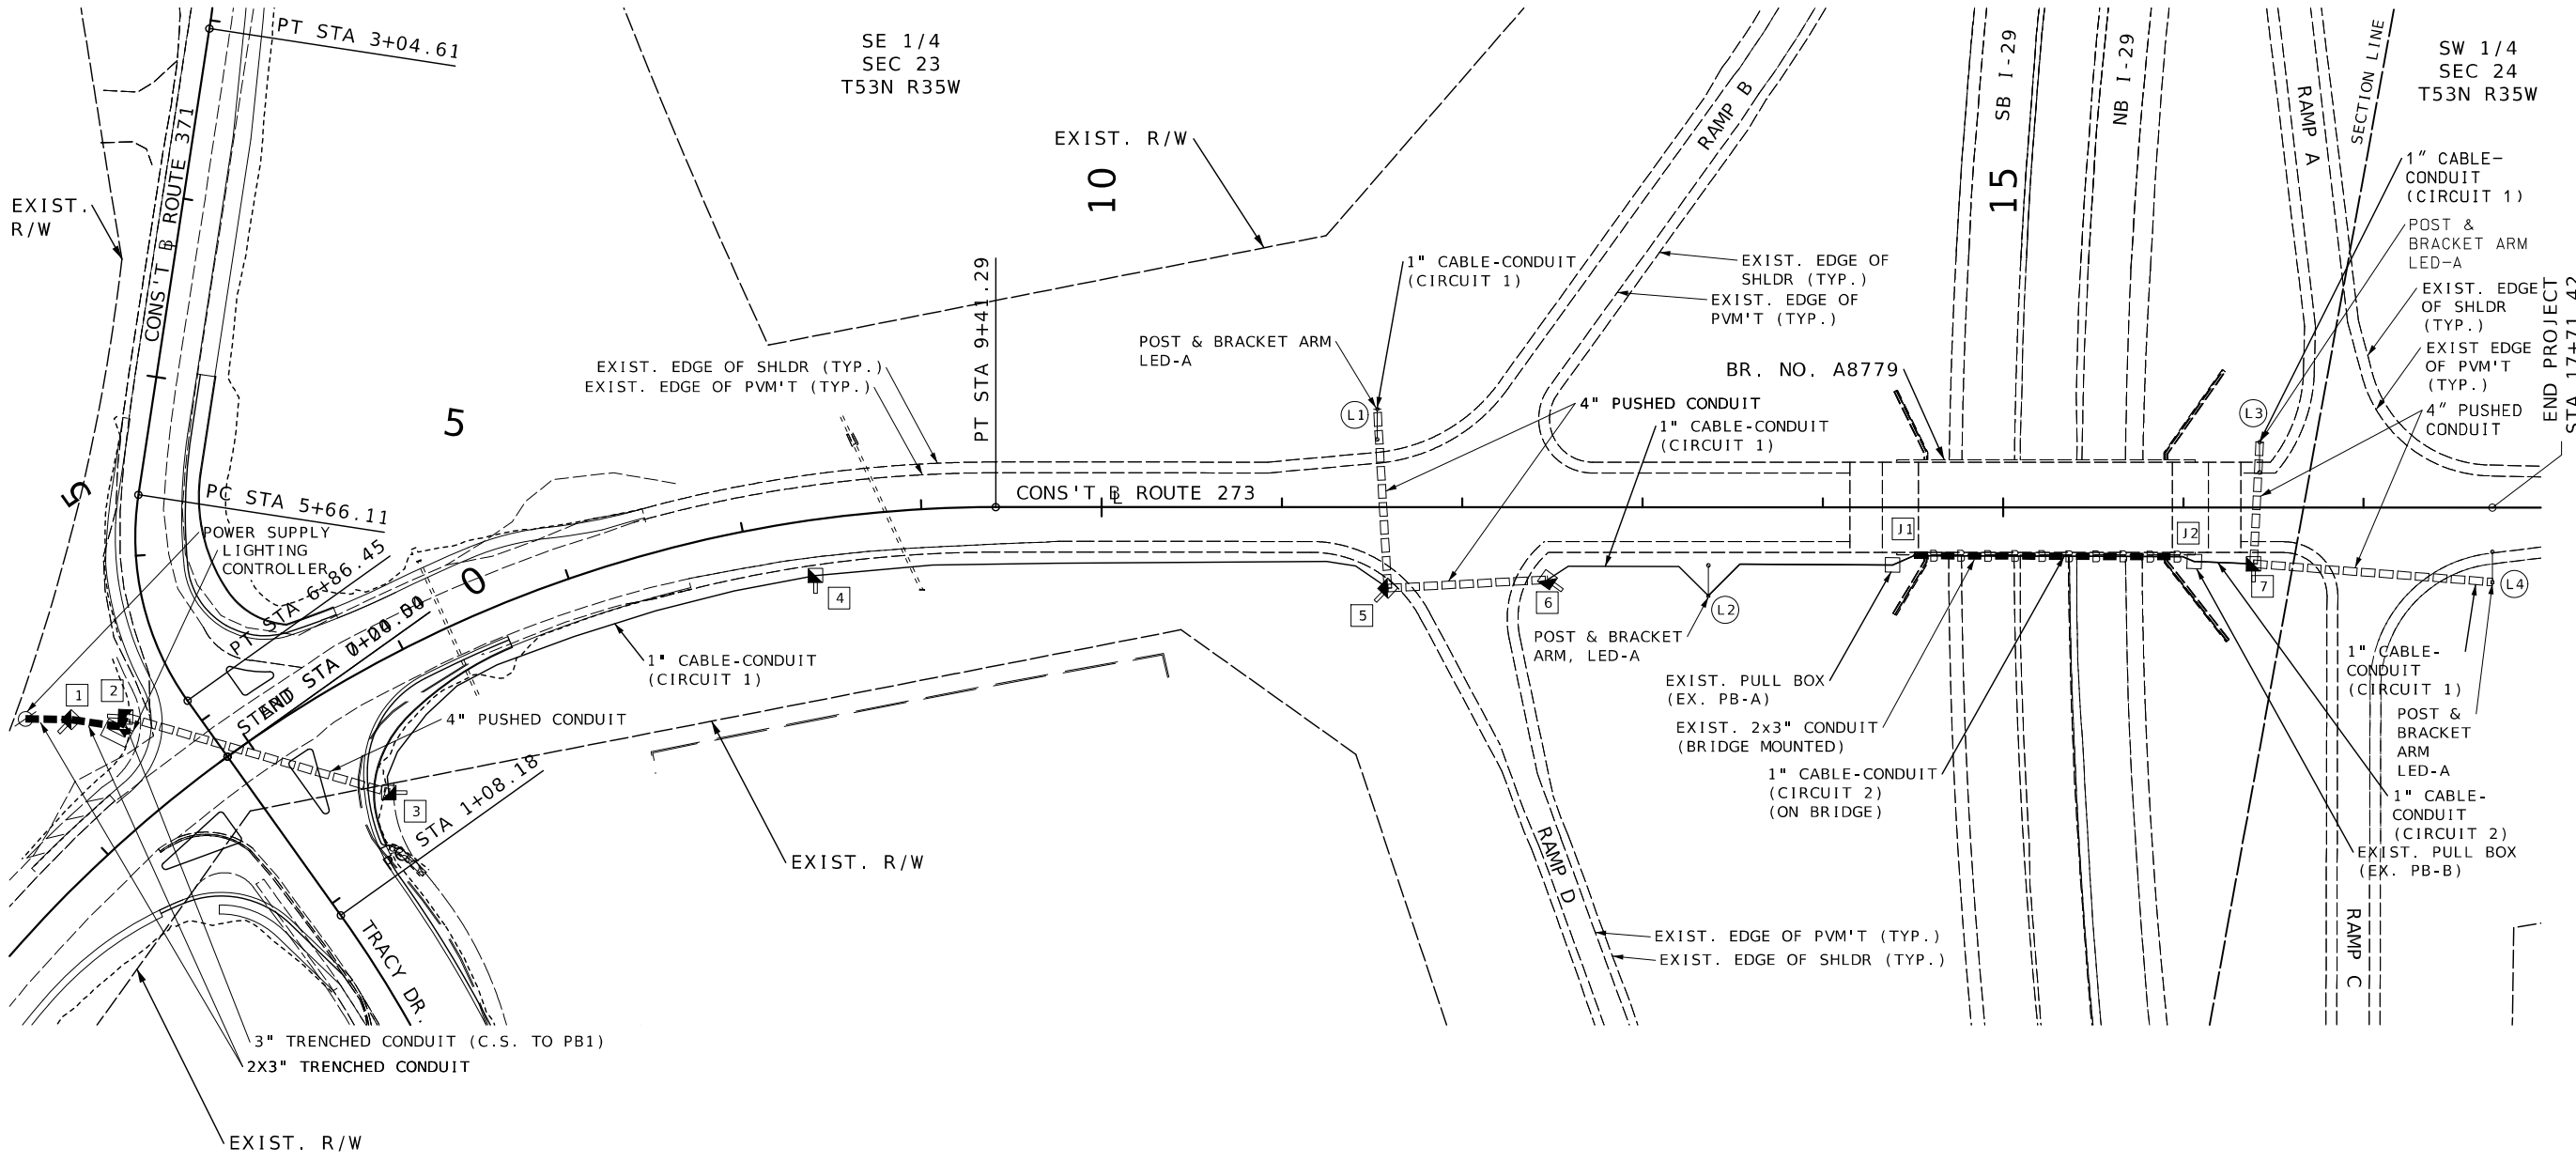 PT STA 3+04.61
SE 1/4
SEC 23
T53N R35W
EXIST. R/W
10
RAMP B
SB I-29
15
NB I-29
RAMP A
SECTION LINE
SW 1/4
SEC 24
T53N R35W
1" CABLE-
CONDUIT
(CIRCUIT 1)
POST &
BRACKET ARM
LED-A
EXIST. EDGE
OF SHLDR
(TYP.)
EXIST EDGE
OF PVM'T
(TYP.)
4" PUSHED
CONDUIT
END PROJECT
STA 17+71.42
EXIST.
R/W
CONS'T B ROUTE 371
5
PC STA 5+66.11
POWER SUPPLY
LIGHTING
CONTROLLER
PT STA 6+86.45
5
EXIST. EDGE OF SHLDR (TYP.)
EXIST. EDGE OF PVM'T (TYP.)
PT STA 9+41.29
CONS'T B ROUTE 273
1" CABLE-CONDUIT
(CIRCUIT 1)
POST & BRACKET ARM
LED-A
L1
4" PUSHED CONDUIT
1" CABLE-CONDUIT
(CIRCUIT 1)
EXIST. EDGE OF
SHLDR (TYP.)
EXIST. EDGE OF
PVM'T (TYP.)
BR. NO. A8779
J1
J2
L3
0
4
5
6
L2
7
L4
1
2
3
1" CABLE-CONDUIT
(CIRCUIT 1)
4" PUSHED CONDUIT
STA 1+08.18
EXIST. R/W
POST & BRACKET
ARM, LED-A
EXIST. PULL BOX
(EX. PB-A)
EXIST. 2x3" CONDUIT
(BRIDGE MOUNTED)
1" CABLE-CONDUIT
(CIRCUIT 2)
(ON BRIDGE)
1" CABLE-
CONDUIT
(CIRCUIT 1)
POST &
BRACKET
ARM
LED-A
1" CABLE-
CONDUIT
(CIRCUIT 2)
EXIST. PULL BOX
(EX. PB-B)
RAMP D
RAMP C
EXIST. EDGE OF PVM'T (TYP.)
EXIST. EDGE OF SHLDR (TYP.)
TRACY DR.
3" TRENCHED CONDUIT (C.S. TO PB1)
2X3" TRENCHED CONDUIT
EXIST. R/W